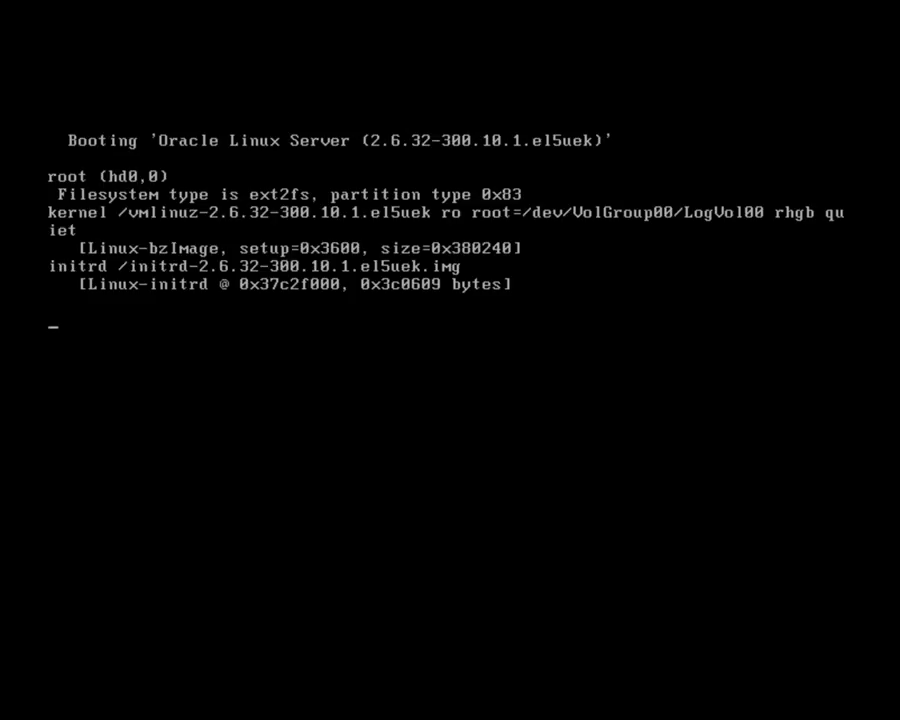 Booting 'Oracle Linux Server (2.6.32-300.10.1.el5uek)'
root (hd0,0)
Filesystem type is ext2fs, partition type 0x83
kernel /vmlinuz-2.6.32-300.10.1.el5uek ro root=/dev/VolGroup00/LogVol00 rhgb qu
iet
[Linux-bzImage, setup=0x3600, size=0x380240]
initrd /initrd-2.6.32-300.10.1.el5uek.img
[Linux-initrd @ 0x37c2f000, 0x3c0609 bytes]